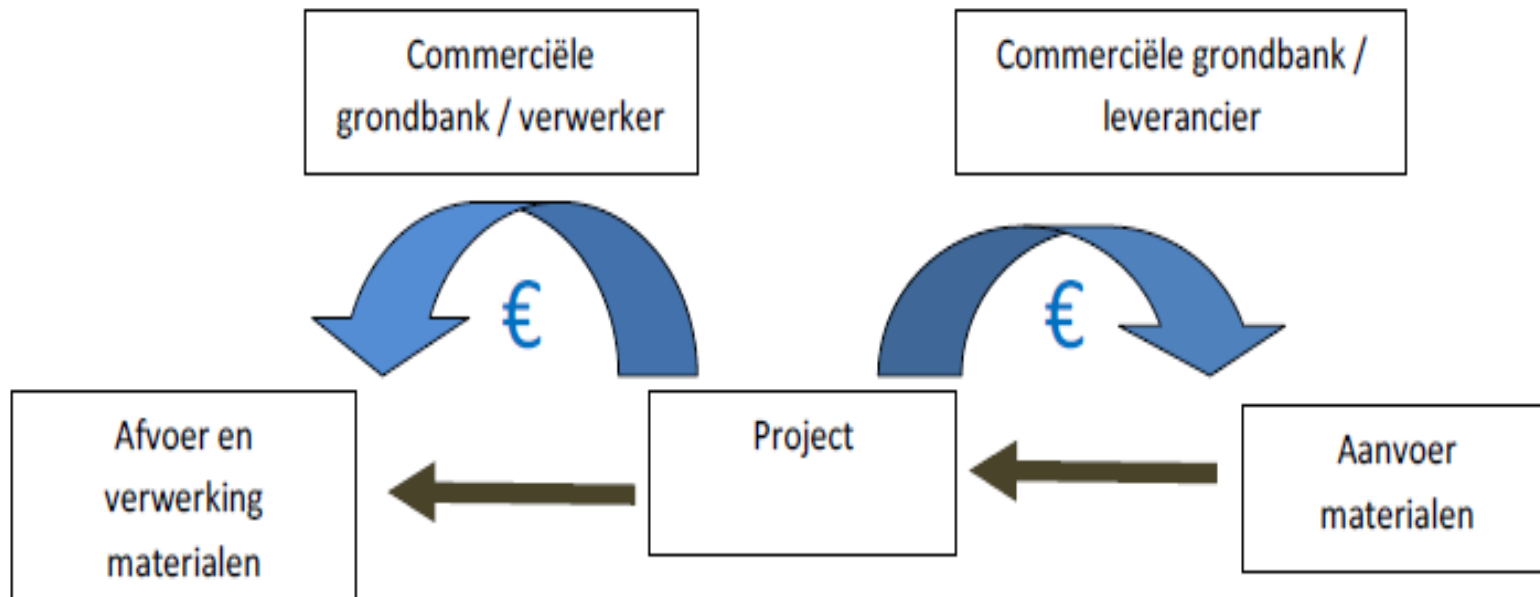 Commerciële
grondbank / verwerker
Commerciële grondbank /
leverancier
€
€
Afvoer en
verwerking
materialen
Project
Aanvoer
materialen